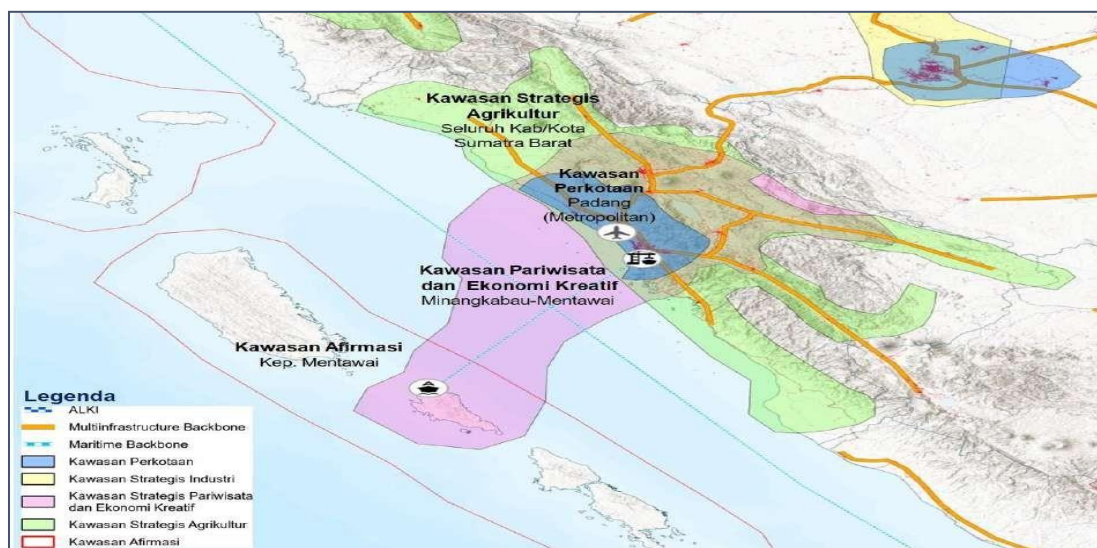 Kawasan Strategis
Agrikultur
Seluruh Kab/Kota
Sumatra Barat
Kawasan
Perkotaan
Padang
(Metropolitan)
Kawasan Pariwisata
dan Ekonomi Kreatif
Minangkabau-Mentawai
Kawasan Afirmasi
Kep. Mentawai
Legenda
ALKI
Multiinfrastructure Backbone
Maritime Backbone
Kawasan Perkotaan
Kawasan Strategis Industri
Kawasan Strategis Pariwisata
dan Ekonomi Kreatif
Kawasan Strategis Agrikultur
Kawasan Afirmasi